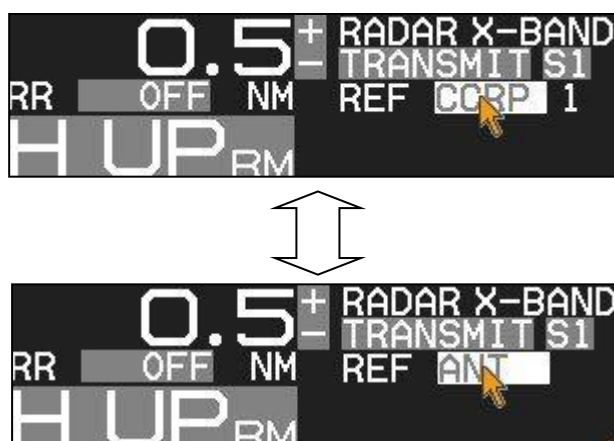 0.5 + RADAR X-BAND
- TRANSMIT S1
RR OFF NM REF CORP 1
H UP RM
0.5 + RADAR X-BAND
- TRANSMIT S1
RR OFF NM REF ANT
H UP RM